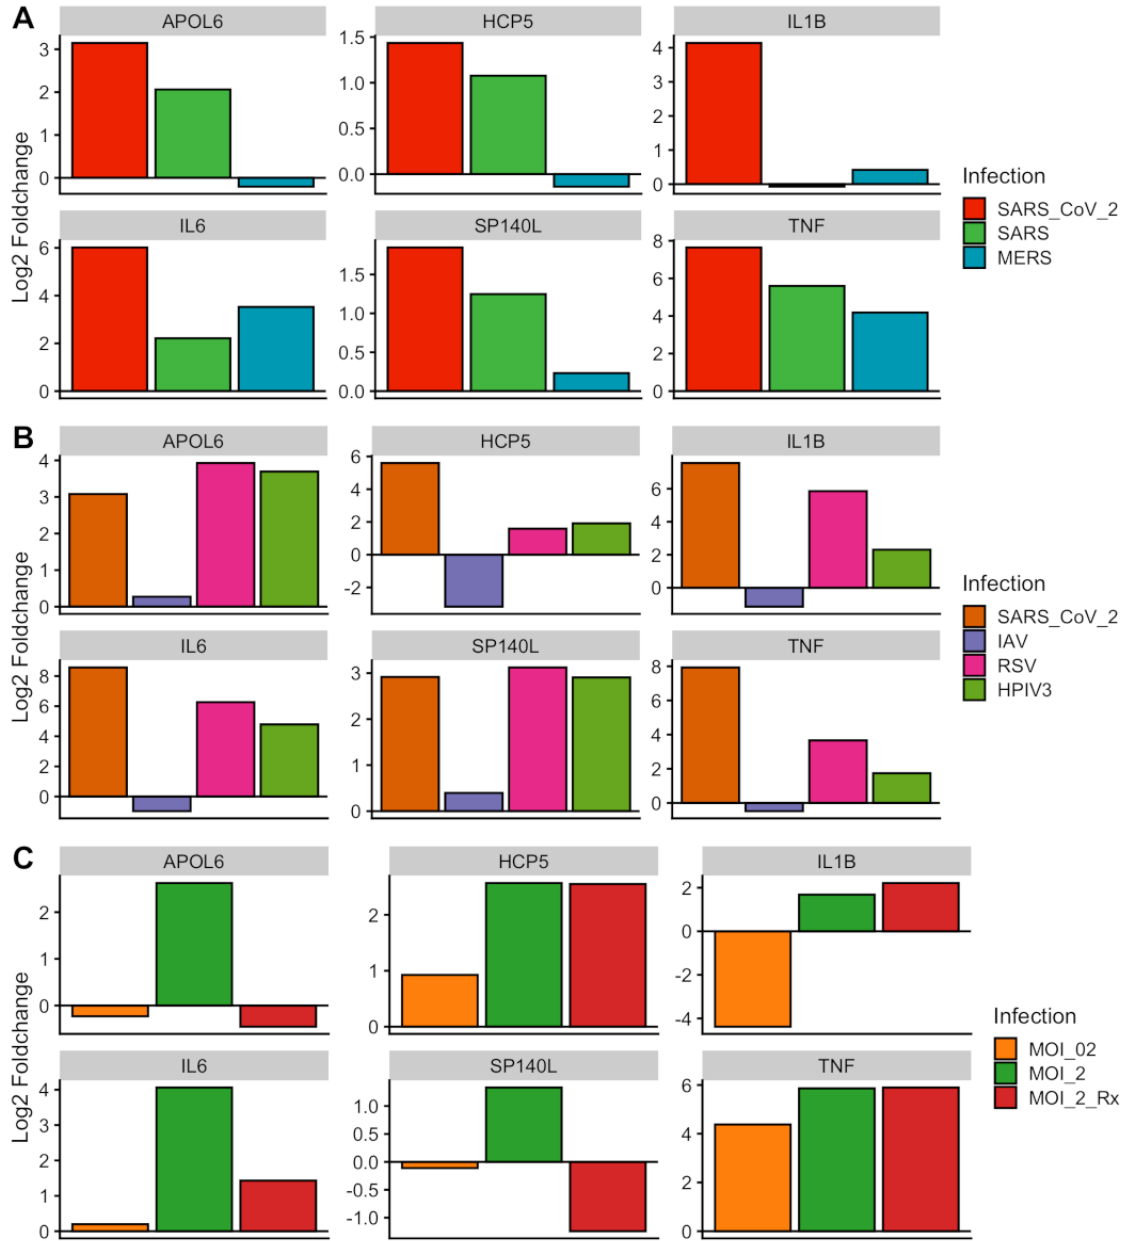 A
APOL6
HCP5
IL1B
3
2
1
0
1.5
1.0
0.5
0.0
4
3
2
1
0
IL6
SP140L
TNF
6
4
2
0
1.5
1.0
0.5
0.0
8
6
4
2
0
Log2 Foldchange
Infection
SARS_CoV_2
SARS
MERS
B
APOL6
HCP5
IL1B
4
3
2
1
0
6
4
2
0
-2
6
4
2
0
IL6
SP140L
TNF
8
6
4
2
0
3
2
1
0
8
6
4
2
0
Log2 Foldchange
Infection
SARS_CoV_2
IAV
RSV
HPIV3
C
APOL6
HCP5
IL1B
2
1
0
2
1
0
2
0
-2
-4
IL6
SP140L
TNF
4
3
2
1
0
1.0
0.5
0.0
-0.5
-1.0
6
4
2
0
Log2 Foldchange
Infection
MOI_02
MOI_2
MOI_2_Rx